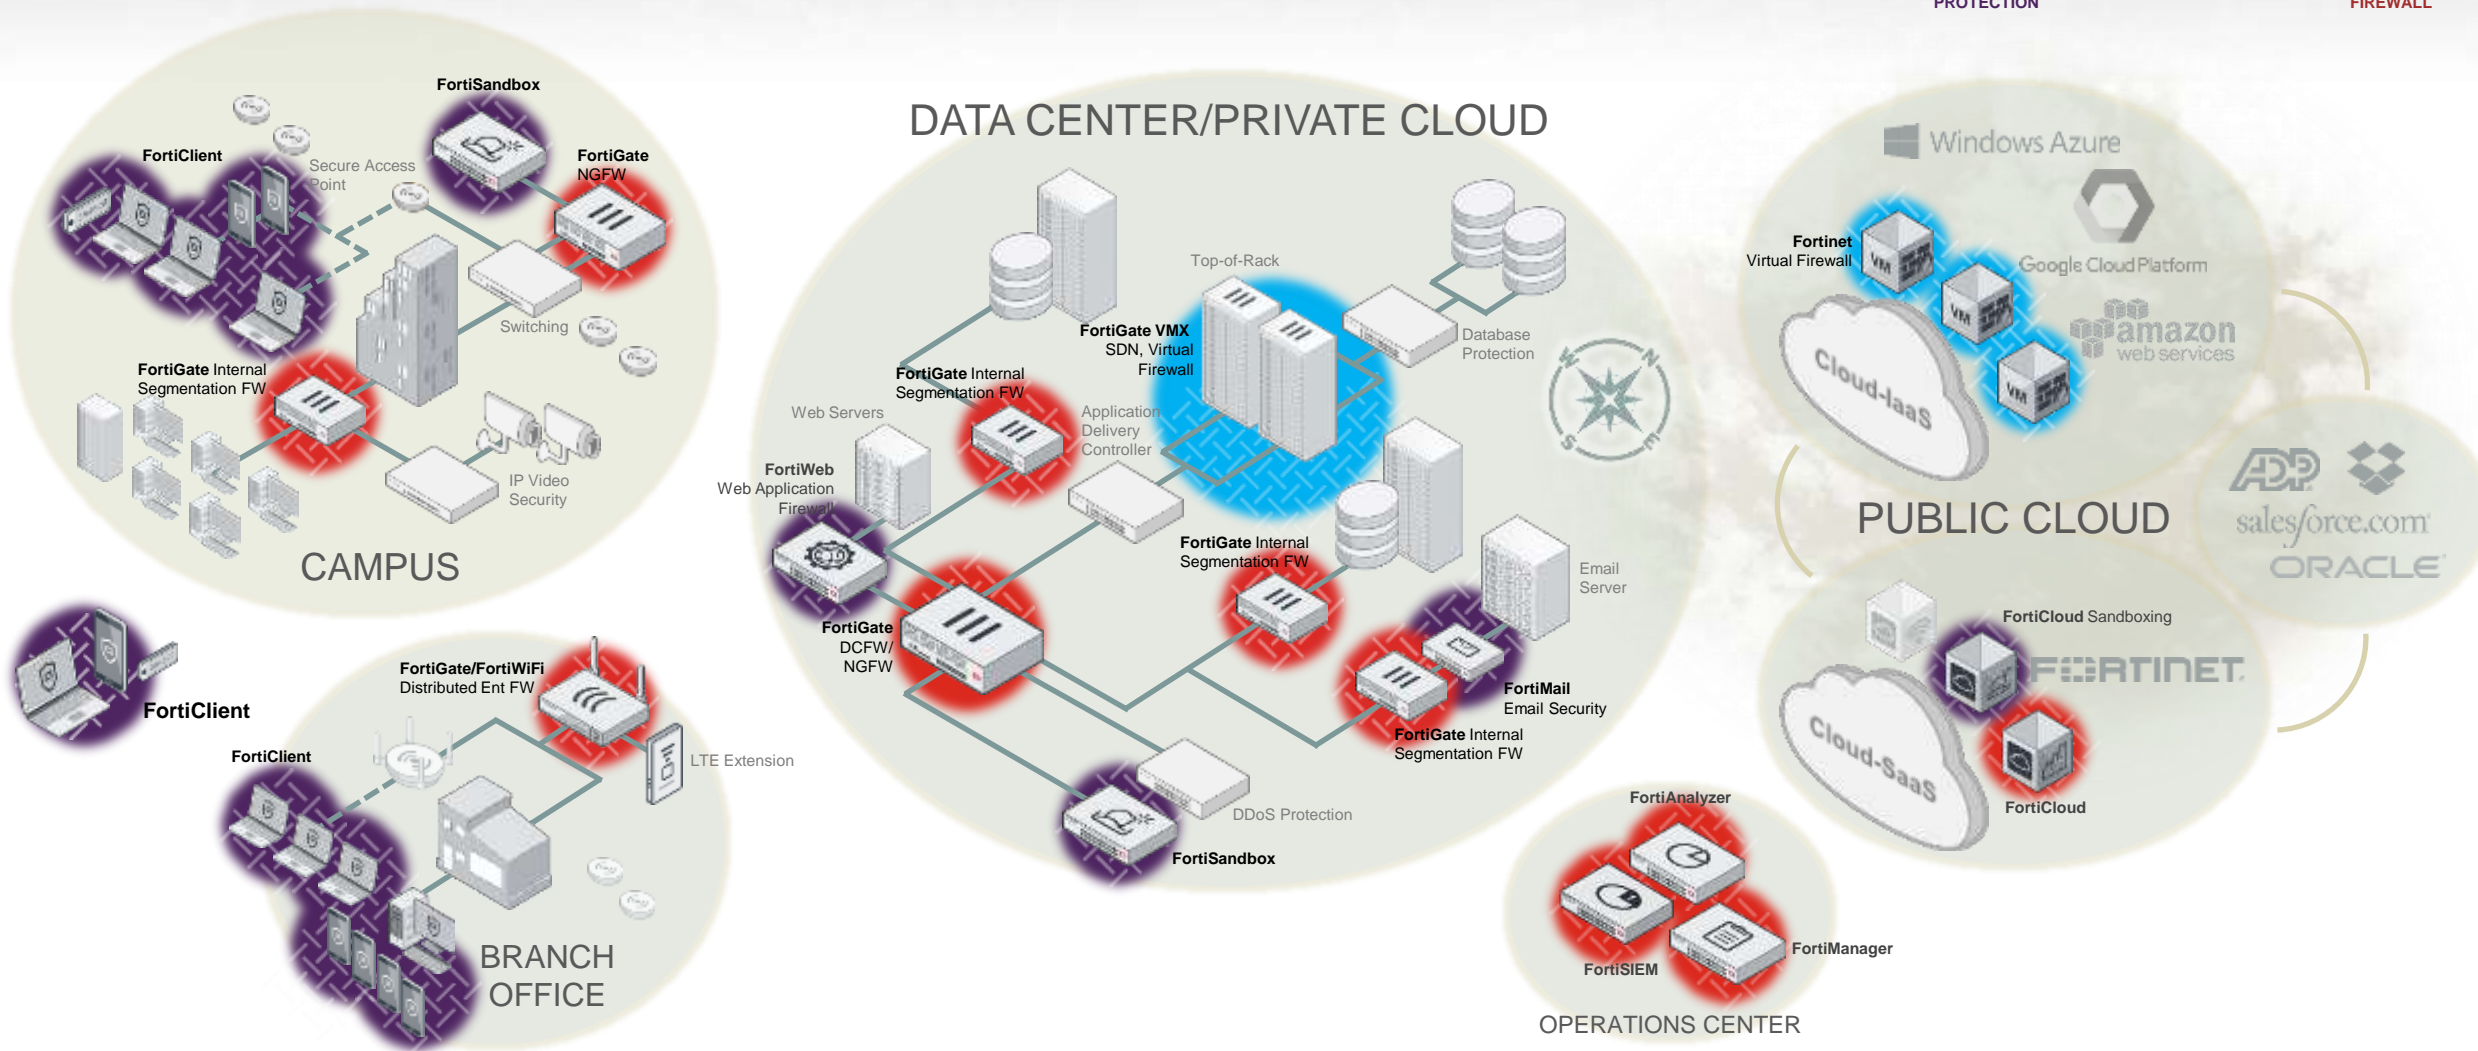 PROTECTION
FIREWALL
FortiSandbox
FortiClient
Secure Access
Point
FortiGate
NGFW
Switching
FortiGate Internal
Segmentation FW
IP Video
Security
CAMPUS
FortiClient
FortiGate/FortiWiFi
Distributed Ent FW
FortiClient
LTE Extension
BRANCH
OFFICE
DATA CENTER/PRIVATE CLOUD
Top-of-Rack
FortiGate VMX
SDN, Virtual
Firewall
Database
Protection
FortiGate Internal
Segmentation FW
Web Servers
Application
Delivery
Controller
FortiWeb
Web Application
Firewall
FortiGate Internal
Segmentation FW
Email
Server
FortiGate
DCFW/
NGFW
FortiMail
Email Security
FortiGate Internal
Segmentation FW
DDoS Protection
FortiSandbox
W
N
S
E
Windows Azure
Fortinet
Virtual Firewall
VM
VM
VM
Google Cloud Platform
amazon
web services
Cloud-IaaS
PUBLIC CLOUD
ADP
salesforce.com
ORACLE
FortiCloud Sandboxing
FORTINET
Cloud-SaaS
FortiCloud
FortiAnalyzer
FortiManager
FortiSIEM
OPERATIONS CENTER